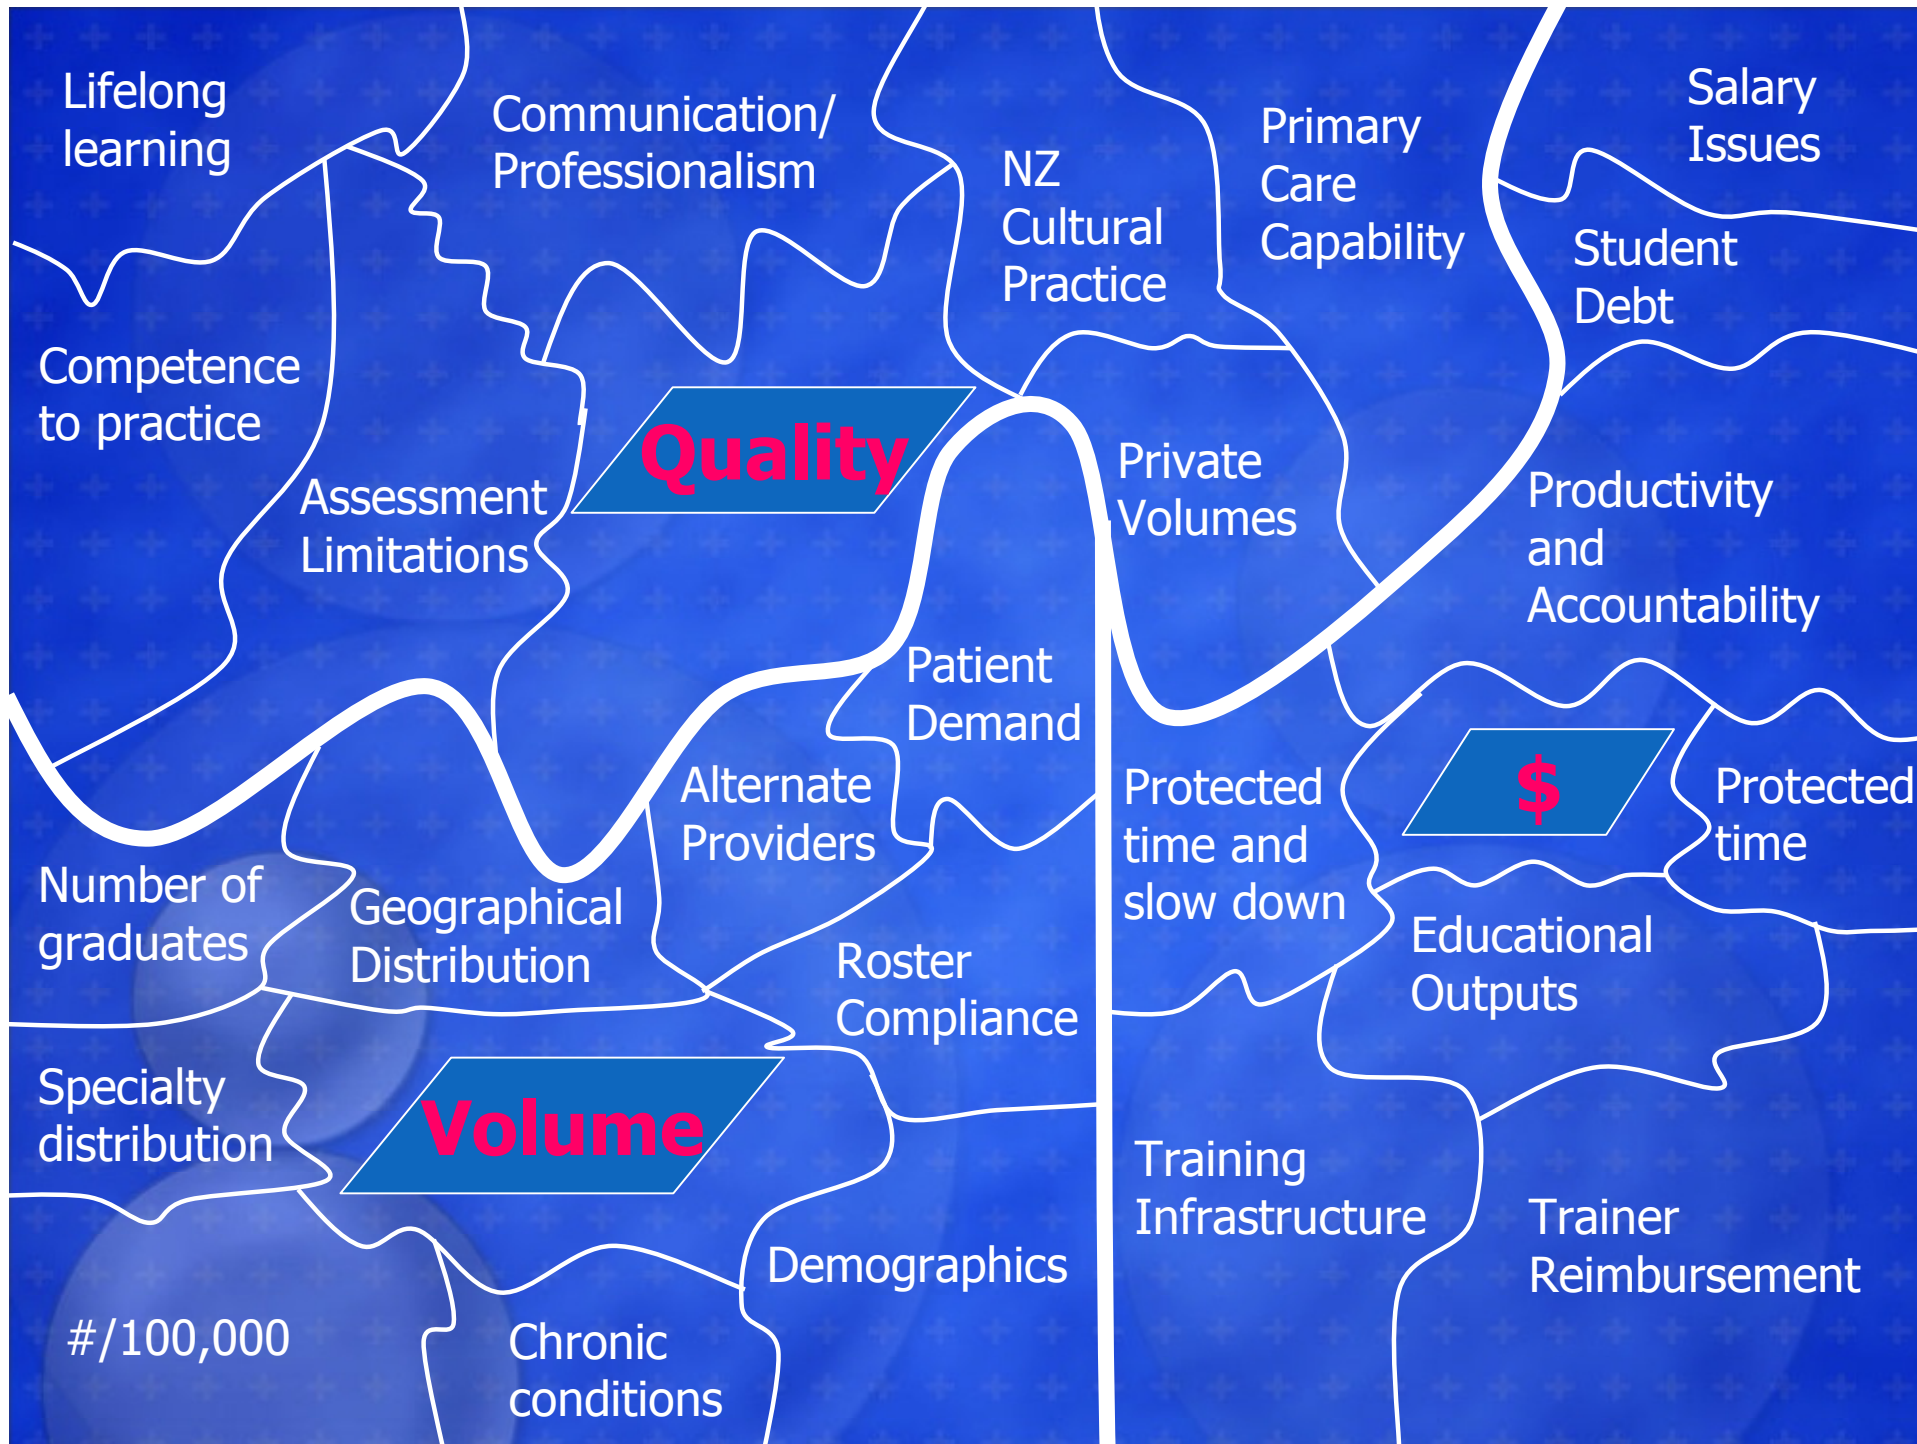 Lifelong
learning
Communication/
Professionalism
NZ
Cultural
Practice
Primary
Care
Capability
Salary
Issues
Student
Debt
Competence
to practice
Assessment
Limitations
Quality
Private
Volumes
Productivity
and
Accountability
Patient
Demand
Alternate
Providers
Protected
time and
slow down
$
Protected
time
Number of
graduates
Geographical
Distribution
Roster
Compliance
Educational
Outputs
Specialty
distribution
Volume
Training
Infrastructure
Trainer
Reimbursement
Demographics
#/100,000
Chronic
conditions